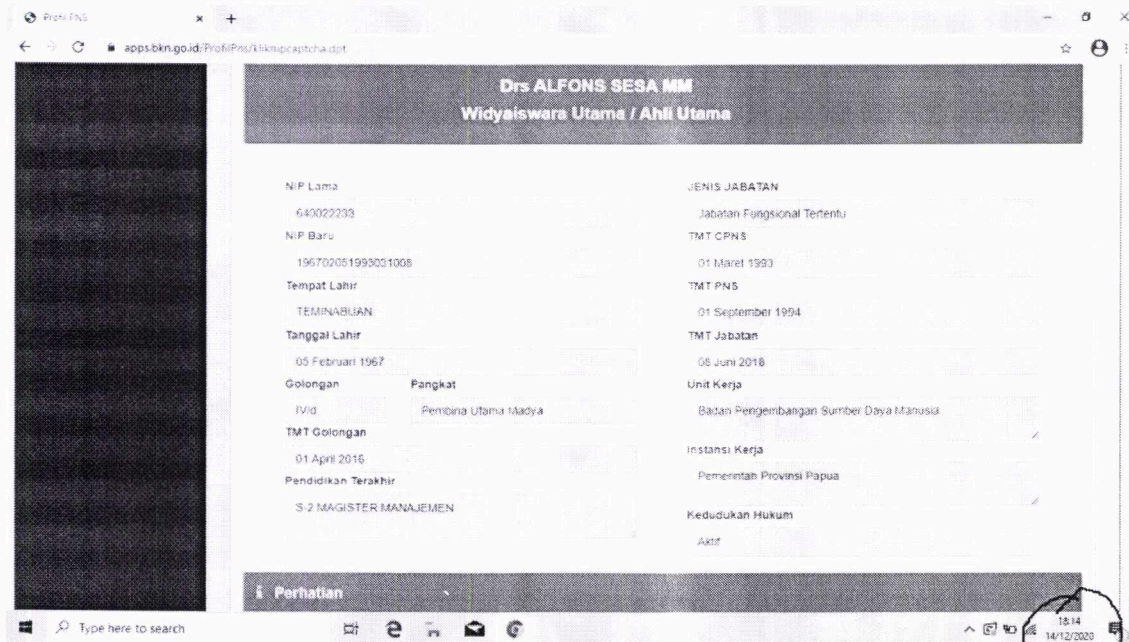 Profil PNS
apps.bkn.go.id/ProfilPns/kliknipcaptcha.dpt
Drs ALFONS SESA MM
Widyaiswara Utama / Ahli Utama
NIP Lama
640022233
NIP Baru
196702051993031008
Tempat Lahir
TEMINABUAN
Tanggal Lahir
05 Februari 1967
Golongan Pangkat
IV/d Pembina Utama Madya
TMT Golongan
01 April 2016
Pendidikan Terakhir
S-2 MAGISTER MANAJEMEN
JENIS JABATAN
Jabatan Fungsional Tertentu
TMT CPNS
01 Maret 1993
TMT PNS
01 September 1994
TMT Jabatan
08 Juni 2018
Unit Kerja
Badan Pengembangan Sumber Daya Manusia
Instansi Kerja
Pemerintah Provinsi Papua
Kedudukan Hukum
Aktif
Perhatian
Type here to search
18:14
14/12/2020